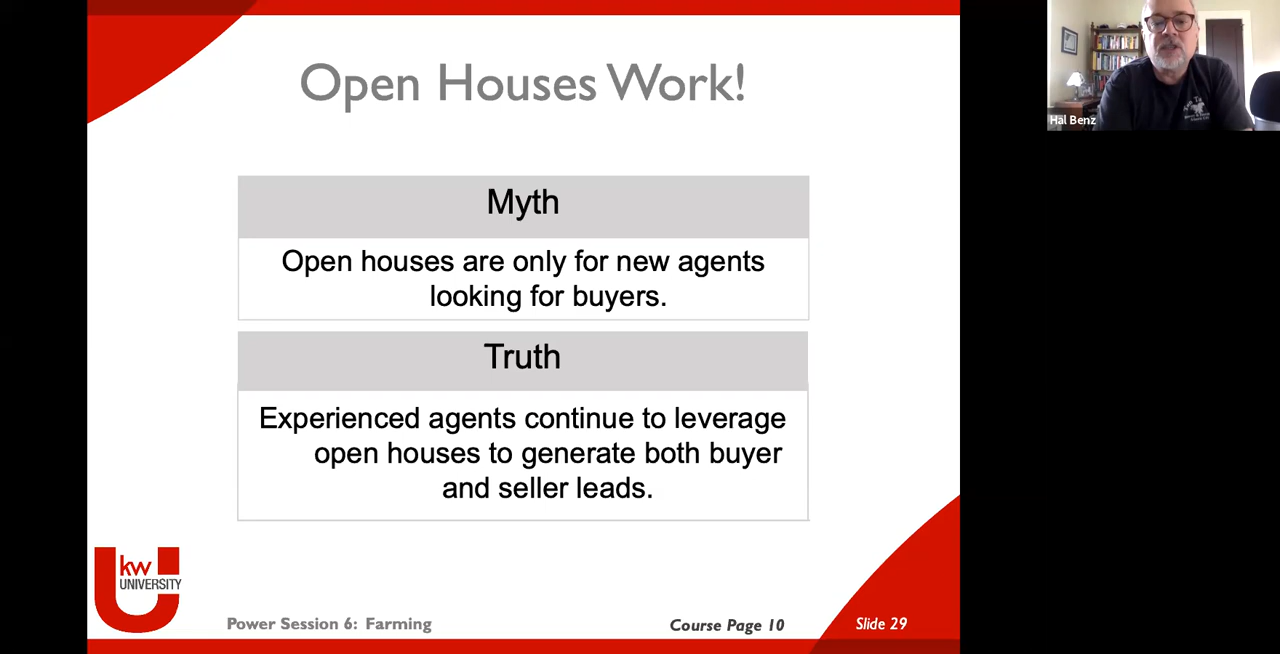 Open Houses Work!
Myth
Open houses are only for new agents
looking for buyers.
Truth
Experienced agents continue to leverage
open houses to generate both buyer
and seller leads.
kw
UNIVERSITY
Power Session 6: Farming
Course Page 10
Slide 29
Hal Benz